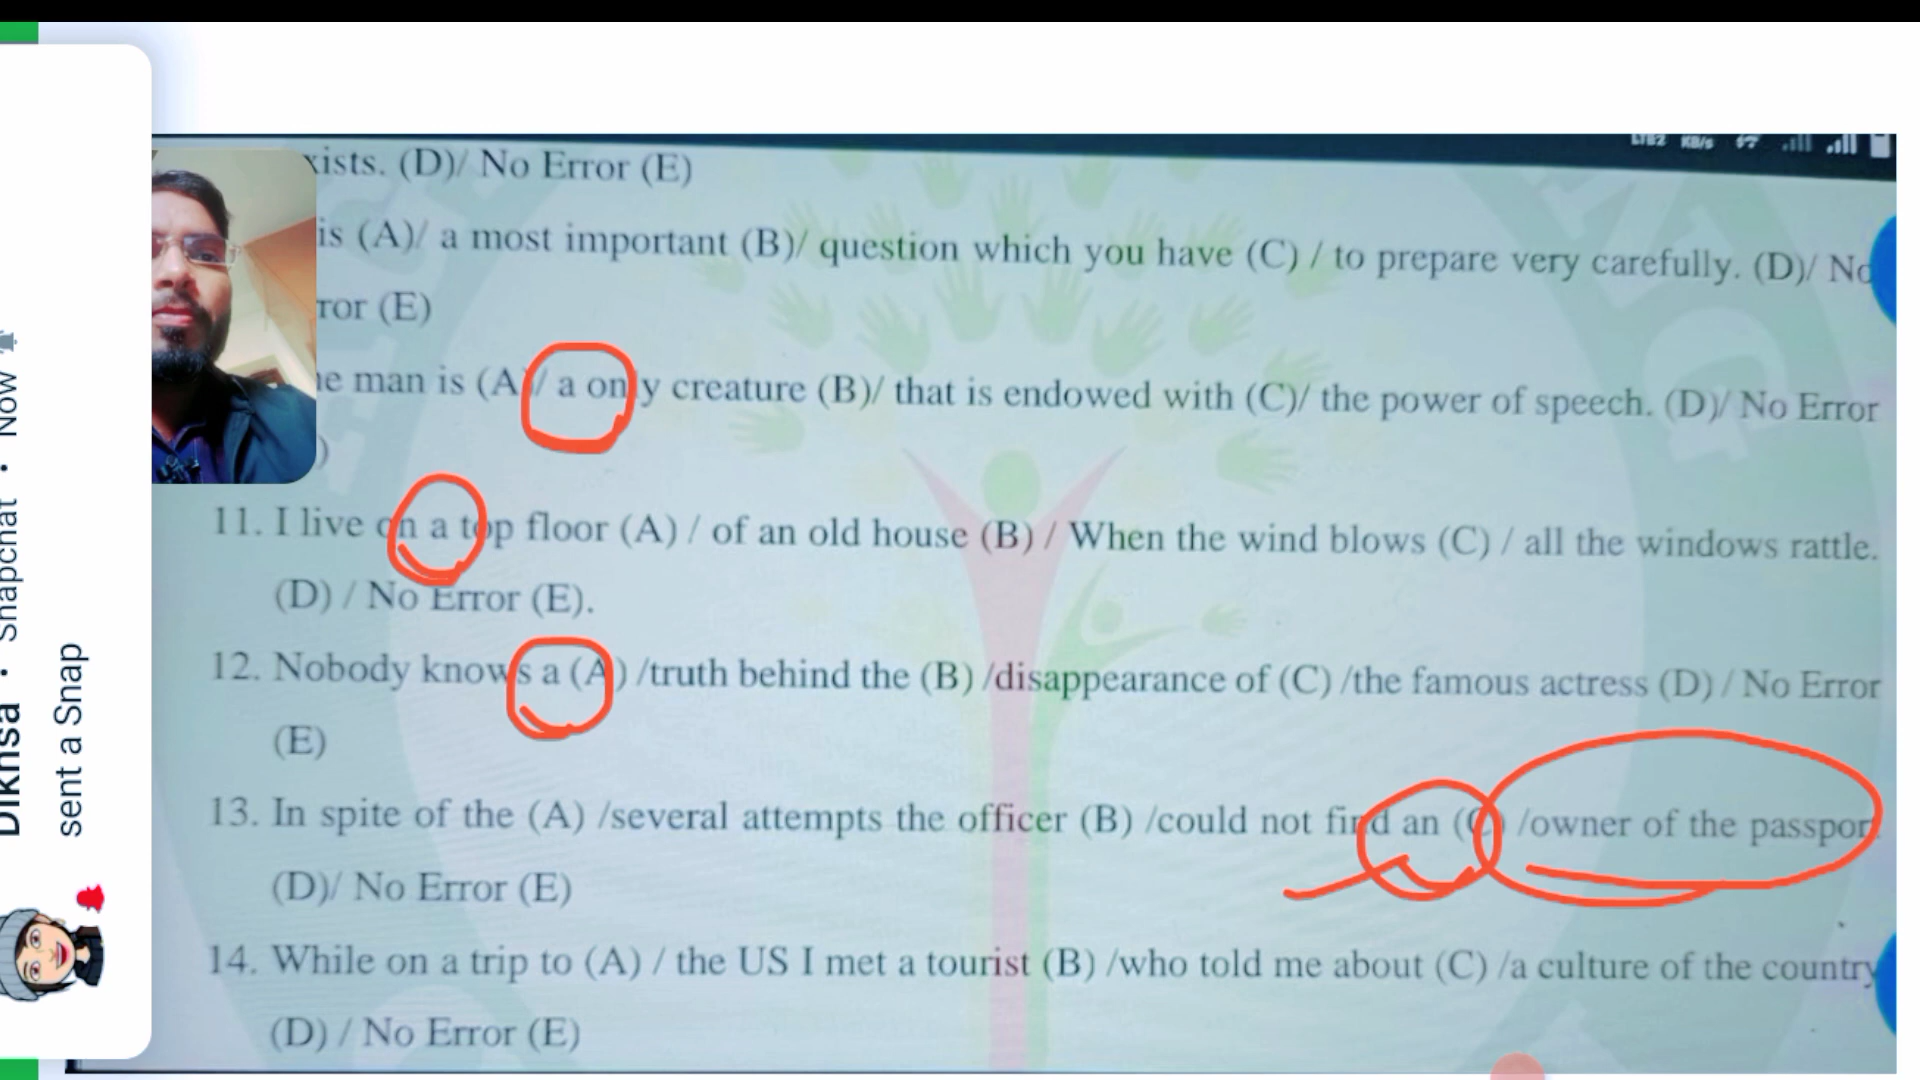 LTE2 KB/s
xists. (D)/ No Error (E)
is (A)/ a most important (B)/ question which you have (C) / to prepare very carefully. (D)/ No
ror (E)
e man is (A)/ a only creature (B)/ that is endowed with (C)/ the power of speech. (D)/ No Error
)
11. I live on a top floor (A) / of an old house (B) / When the wind blows (C) / all the windows rattle.
(D) / No Error (E).
12. Nobody knows a (A) /truth behind the (B) /disappearance of (C) /the famous actress (D) / No Error
(E)
13. In spite of the (A) /several attempts the officer (B) /could not find an (C) /owner of the passpor
(D)/ No Error (E)
14. While on a trip to (A) / the US I met a tourist (B) /who told me about (C) /a culture of the country
(D) / No Error (E)
Dikhsa • Snapchat • Now
sent a Snap